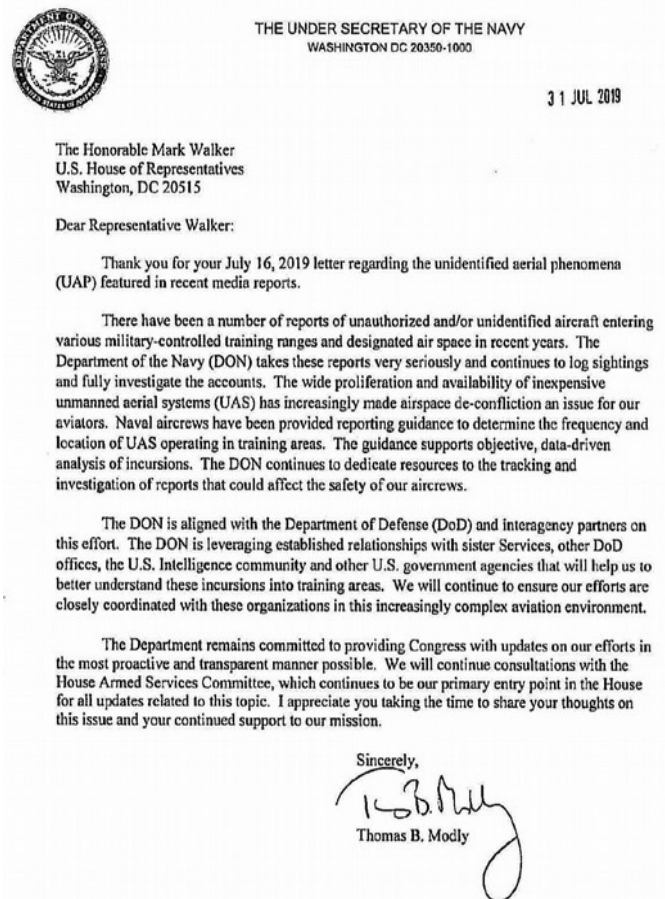 DEPARTMENT OF DEFENSE
UNITED STATES OF AMERICA
THE UNDER SECRETARY OF THE NAVY
WASHINGTON DC 20350-1000
31 JUL 2019
The Honorable Mark Walker
U.S. House of Representatives
Washington, DC 20515
Dear Representative Walker:
Thank you for your July 16, 2019 letter regarding the unidentified aerial phenomena
(UAP) featured in recent media reports.
There have been a number of reports of unauthorized and/or unidentified aircraft entering
various military-controlled training ranges and designated air space in recent years. The
Department of the Navy (DON) takes these reports very seriously and continues to log sightings
and fully investigate the accounts. The wide proliferation and availability of inexpensive
unmanned aerial systems (UAS) has increasingly made airspace de-confliction an issue for our
aviators. Naval aircrews have been provided reporting guidance to determine the frequency and
location of UAS operating in training areas. The guidance supports objective, data-driven
analysis of incursions. The DON continues to dedicate resources to the tracking and
investigation of reports that could affect the safety of our aircrews.
The DON is aligned with the Department of Defense (DoD) and interagency partners on
this effort. The DON is leveraging established relationships with sister Services, other DoD
offices, the U.S. Intelligence community and other U.S. government agencies that will help us to
better understand these incursions into training areas. We will continue to ensure our efforts are
closely coordinated with these organizations in this increasingly complex aviation environment.
The Department remains committed to providing Congress with updates on our efforts in
the most proactive and transparent manner possible. We will continue consultations with the
House Armed Services Committee, which continues to be our primary entry point in the House
for all updates related to this topic. I appreciate you taking the time to share your thoughts on
this issue and your continued support to our mission.
Sincerely,
Thomas B. Modly